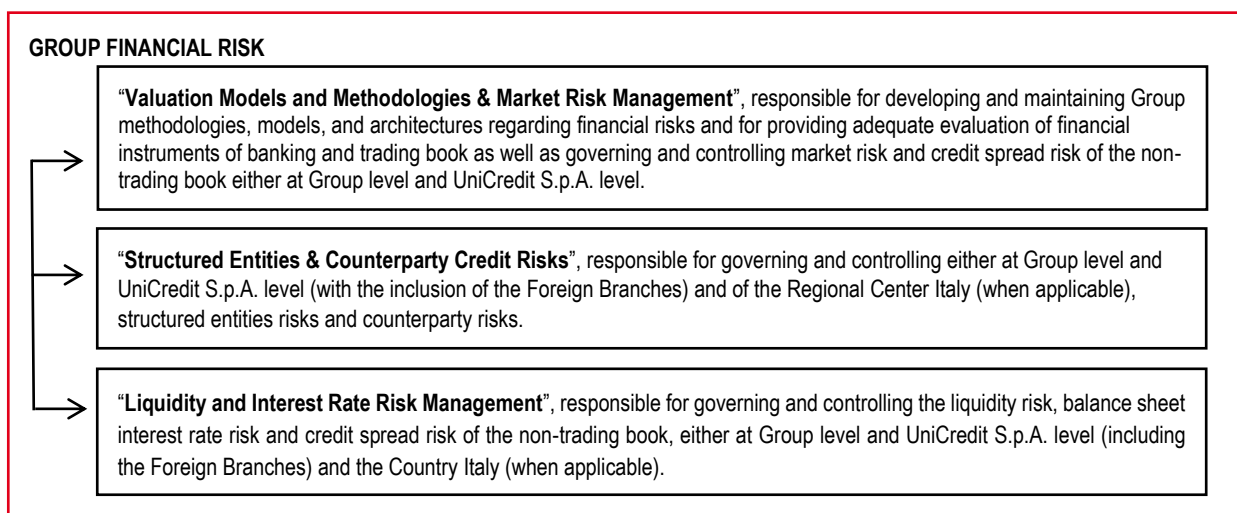 GROUP FINANCIAL RISK
“Valuation Models and Methodologies & Market Risk Management”, responsible for developing and maintaining Group
methodologies, models, and architectures regarding financial risks and for providing adequate evaluation of financial
instruments of banking and trading book as well as governing and controlling market risk and credit spread risk of the non-
trading book either at Group level and UniCredit S.p.A. level.
“Structured Entities & Counterparty Credit Risks”, responsible for governing and controlling either at Group level and
UniCredit S.p.A. level (with the inclusion of the Foreign Branches) and of the Regional Center Italy (when applicable),
structured entities risks and counterparty risks.
“Liquidity and Interest Rate Risk Management”, responsible for governing and controlling the liquidity risk, balance sheet
interest rate risk and credit spread risk of the non-trading book, either at Group level and UniCredit S.p.A. level (including
the Foreign Branches) and the Country Italy (when applicable).